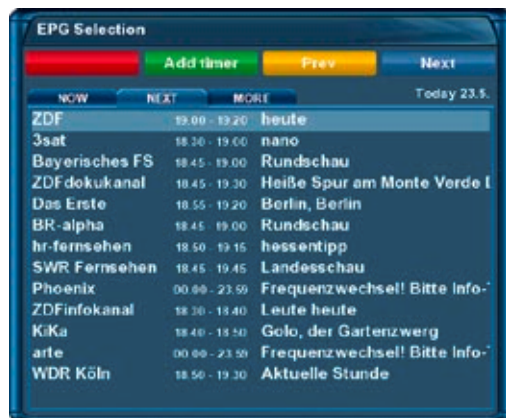 EPG Selection
Add timer Prev Next
NOW NEXT MORE Today 23.5.
ZDF 19.00 - 19.20 heute
3sat 18.30 - 19.00 nano
Bayerisches FS 18.45 - 19.00 Rundschau
ZDFdokukanal 18.45 - 19.30 Heiße Spur am Monte Verde
Das Erste 18.55 - 19.20 Berlin, Berlin
BR-alpha 18.45 - 19.00 Rundschau
hr-fernsehen 18.50 - 19.15 hessentipp
SWR Fernsehen 18.45 - 19.45 Landesschau
Phoenix 00.00 - 23.59 Frequenzwechsel! Bitte Info-
ZDFinfokanal 18.30 - 18.40 Leute heute
KiKa 18.40 - 18.50 Golo, der Gartenzwerg
arte 00.00 - 23.59 Frequenzwechsel! Bitte Info-
WDR Köln 18.50 - 19.30 Aktuelle Stunde